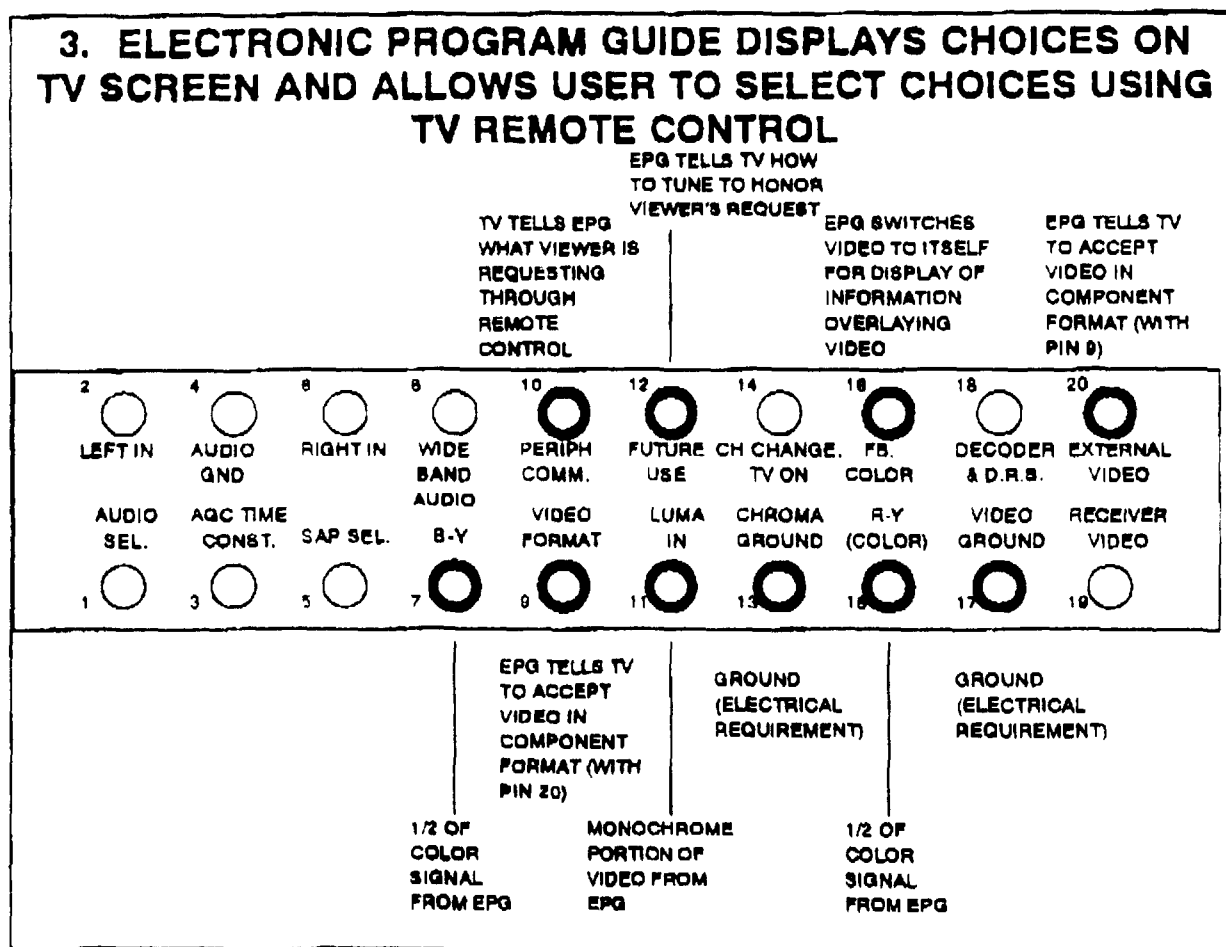 3. ELECTRONIC PROGRAM GUIDE DISPLAYS CHOICES ON
TV SCREEN AND ALLOWS USER TO SELECT CHOICES USING
TV REMOTE CONTROL
EPG TELLS TV HOW
TO TUNE TO HONOR
VIEWER'S REQUEST
TV TELLS EPG
WHAT VIEWER IS
REQUESTING
THROUGH
REMOTE
CONTROL
EPG SWITCHES
VIDEO TO ITSELF
FOR DISPLAY OF
INFORMATION
OVERLAYING
VIDEO
EPG TELLS TV
TO ACCEPT
VIDEO IN
COMPONENT
FORMAT (WITH
PIN 9)
2 4 6 8 10 12 14 16 18 20
LEFT IN
AUDIO
GND
RIGHT IN
WIDE
BAND
AUDIO
PERIPH
COMM.
FUTURE
USE
CH CHANGE.
TV ON
FB.
COLOR
DECODER
& D.R.S.
EXTERNAL
VIDEO
AUDIO
SEL.
AGC TIME
CONST.
SAP SEL.
B-Y
VIDEO
FORMAT
LUMA
IN
CHROMA
GROUND
R-Y
(COLOR)
VIDEO
GROUND
RECEIVER
VIDEO
1 3 5 7 9 11 13 15 17 19
EPG TELLS TV
TO ACCEPT
VIDEO IN
COMPONENT
FORMAT (WITH
PIN 20)
GROUND
(ELECTRICAL
REQUIREMENT)
GROUND
(ELECTRICAL
REQUIREMENT)
1/2 OF
COLOR
SIGNAL
FROM EPG
MONOCHROME
PORTION OF
VIDEO FROM
EPG
1/2 OF
COLOR
SIGNAL
FROM EPG